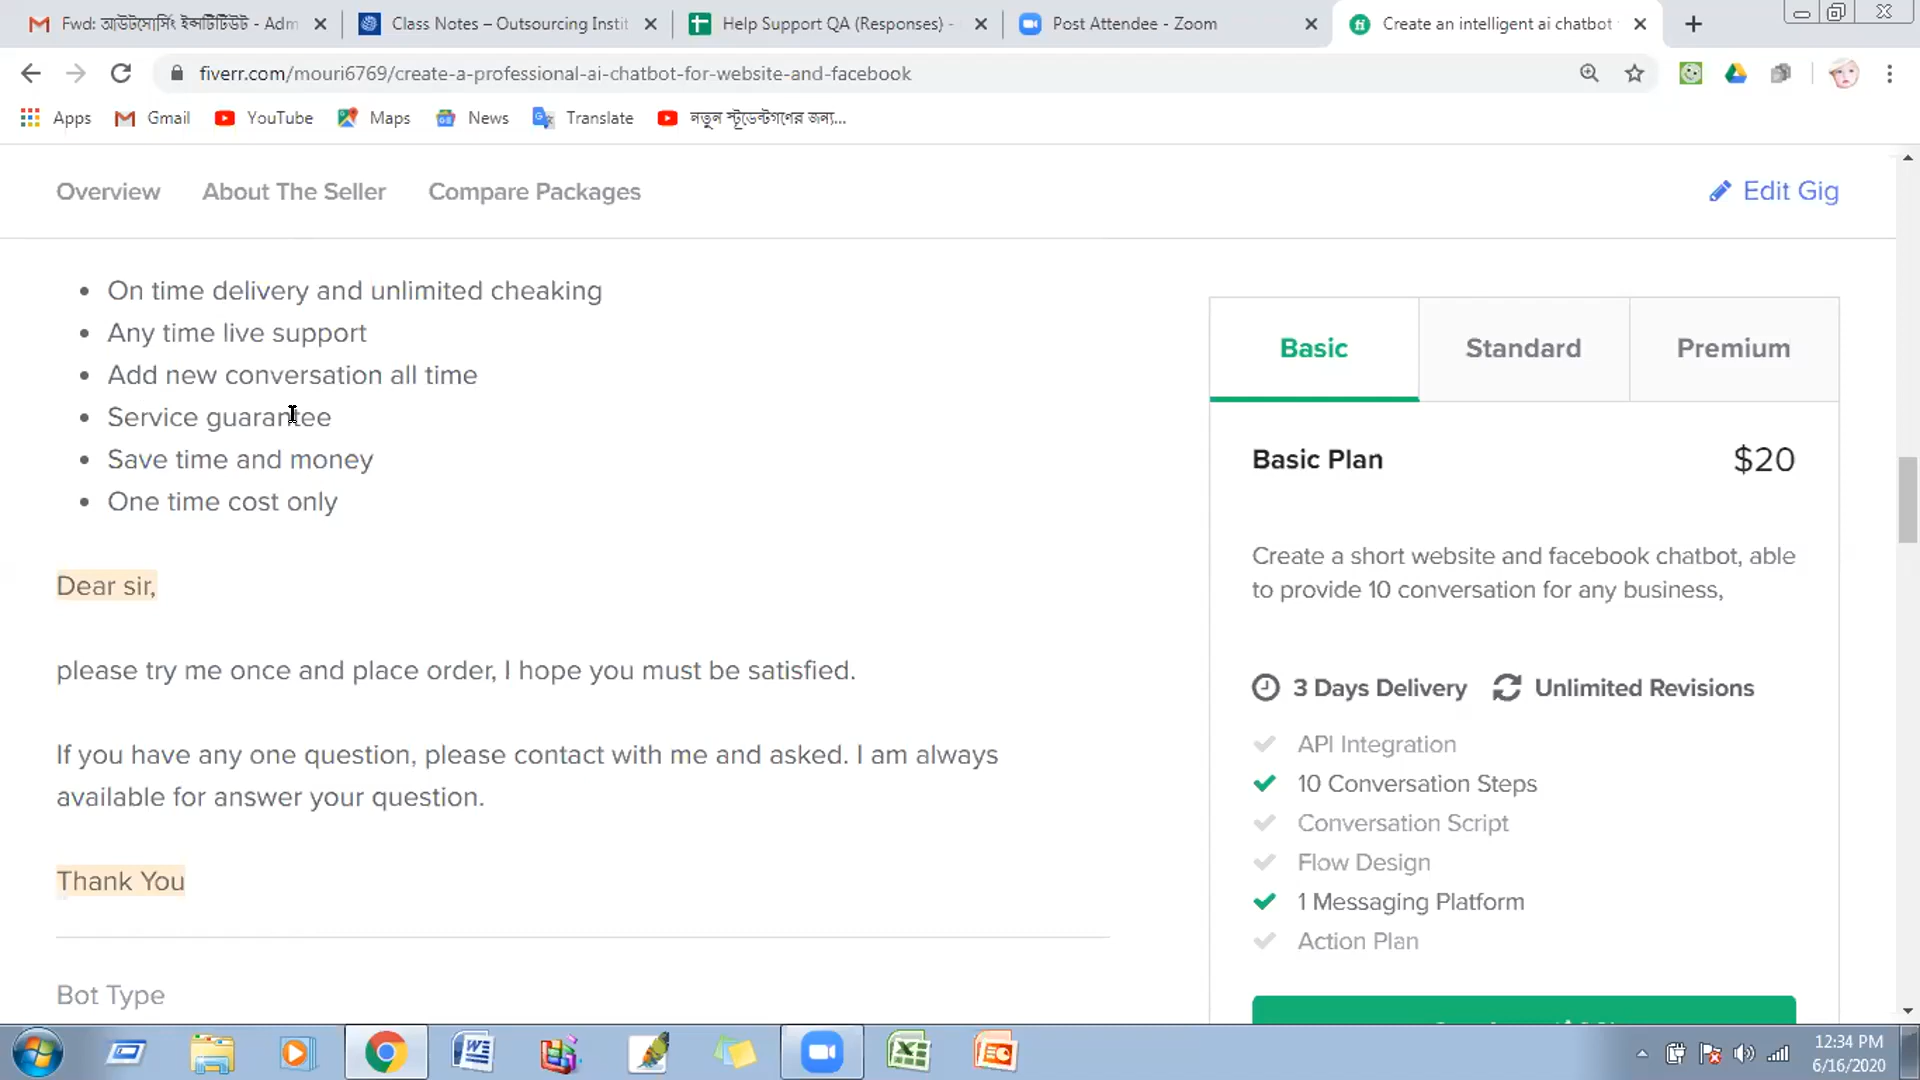 Fwd: আউটসোর্সিং ইন্সটিটিউট - Adm
Class Notes – Outsourcing Instit
Help Support QA (Responses) -
Post Attendee - Zoom
Create an intelligent ai chatbot
fiverr.com/mouri6769/create-a-professional-ai-chatbot-for-website-and-facebook
Apps
Gmail
YouTube
Maps
News
Translate
নতুন স্টুডেন্টগণের জন্য...
Overview
About The Seller
Compare Packages
Edit Gig
On time delivery and unlimited cheaking
Any time live support
Add new conversation all time
Service guarantee
Save time and money
One time cost only
Dear sir,
please try me once and place order, I hope you must be satisfied.
If you have any one question, please contact with me and asked. I am always
available for answer your question.
Thank You
Bot Type
Basic
Standard
Premium
Basic Plan
$20
Create a short website and facebook chatbot, able
to provide 10 conversation for any business,
3 Days Delivery
Unlimited Revisions
API Integration
10 Conversation Steps
Conversation Script
Flow Design
1 Messaging Platform
Action Plan
12:34 PM
6/16/2020